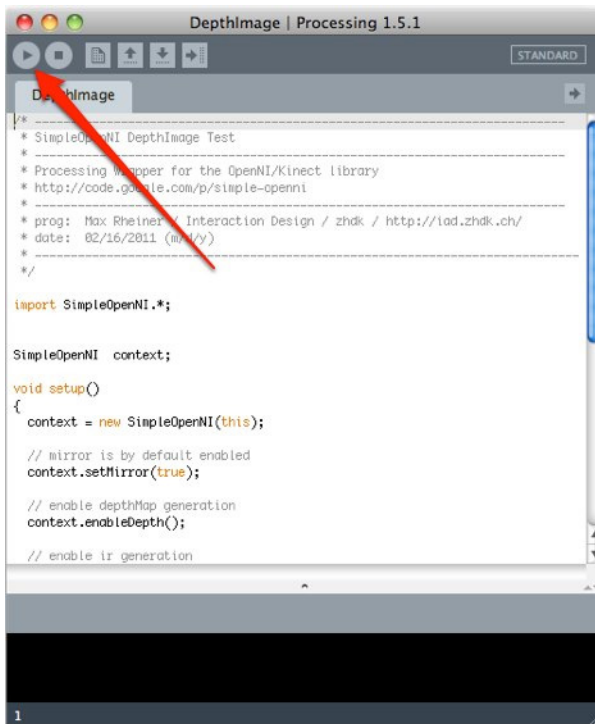 DepthImage | Processing 1.5.1
STANDARD
DepthImage
/* ----------------------------------------------------------------------------
 * SimpleOpenNI DepthImage Test
 * ----------------------------------------------------------------------------
 * Processing Wrapper for the OpenNI/Kinect library
 * http://code.google.com/p/simple-openni
 * ----------------------------------------------------------------------------
 * prog:  Max Rheiner / Interaction Design / zhdk / http://iad.zhdk.ch/
 * date:  02/16/2011 (m/d/y)
 * ----------------------------------------------------------------------------
 */
import SimpleOpenNI.*;
SimpleOpenNI  context;
void setup()
{
  context = new SimpleOpenNI(this);
  // mirror is by default enabled
  context.setMirror(true);
  // enable depthMap generation
  context.enableDepth();
  // enable ir generation
1